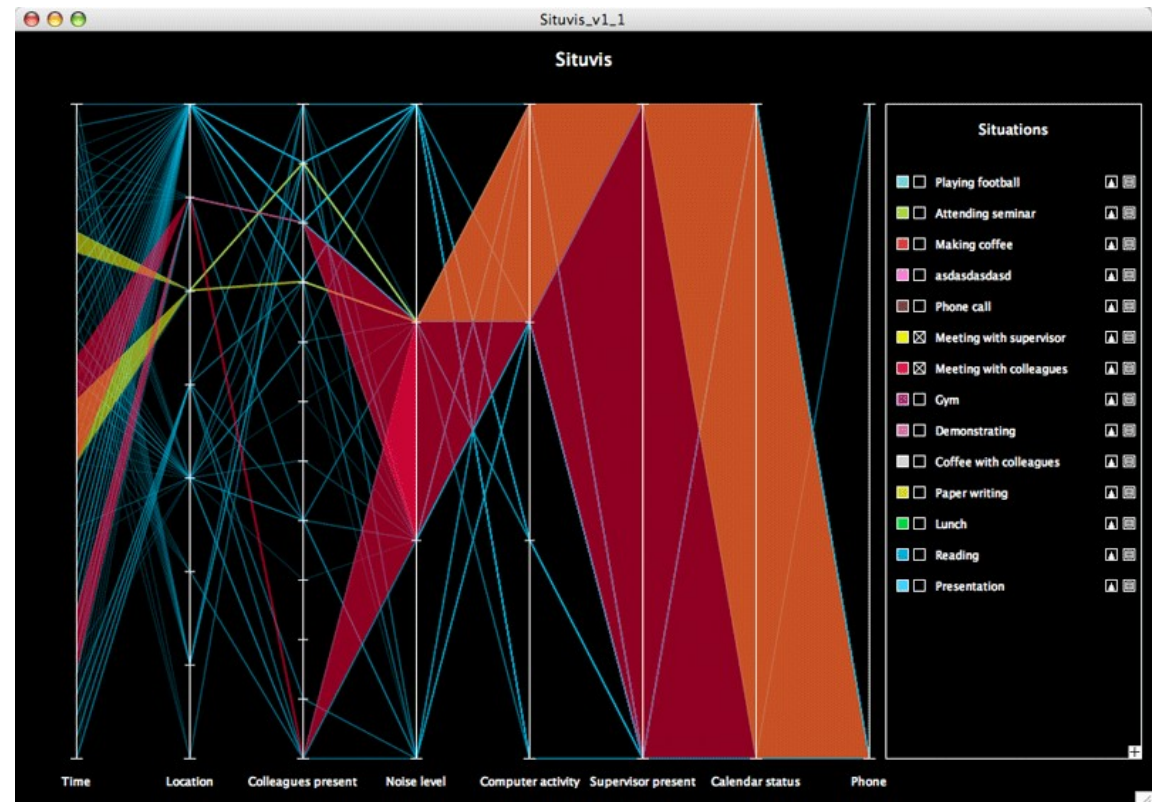 Situvis_v1_1
Situvis
Situations
Playing football
Attending seminar
Making coffee
asdasdasdasd
Phone call
Meeting with supervisor
Meeting with colleagues
Gym
Demonstrating
Coffee with colleagues
Paper writing
Lunch
Reading
Presentation
Time Location Colleagues present Noise level Computer activity Supervisor present Calendar status Phone